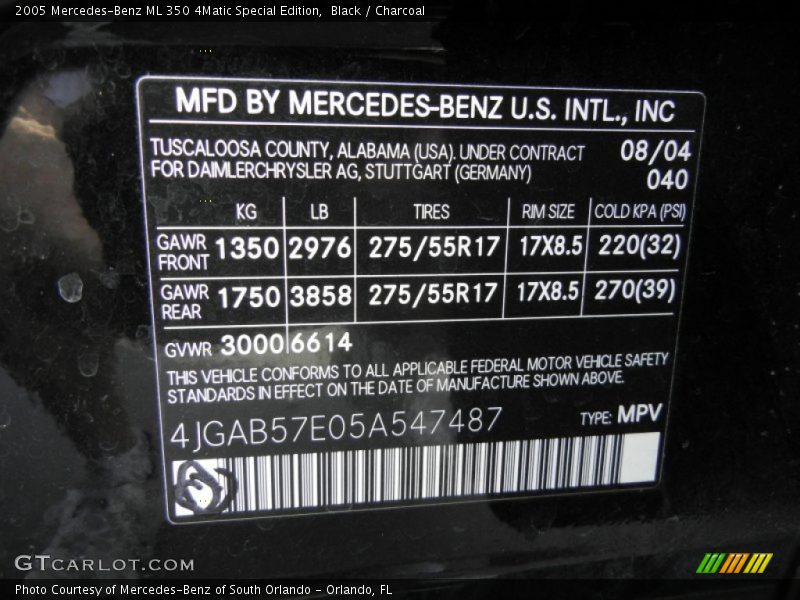 2005 Mercedes-Benz ML 350 4Matic Special Edition,  Black / Charcoal
MFD BY MERCEDES-BENZ U.S. INTL., INC
TUSCALOOSA COUNTY, ALABAMA (USA). UNDER CONTRACT 08/04
FOR DAIMLERCHRYSLER AG, STUTTGART (GERMANY) 040
KG LB TIRES RIM SIZE COLD KPA (PSI)
GAWR FRONT 1350 2976 275/55R17 17X8.5 220(32)
GAWR REAR 1750 3858 275/55R17 17X8.5 270(39)
GVWR 3000 6614
THIS VEHICLE CONFORMS TO ALL APPLICABLE FEDERAL MOTOR VEHICLE SAFETY
STANDARDS IN EFFECT ON THE DATE OF MANUFACTURE SHOWN ABOVE.
4JGAB57E05A547487 TYPE: MPV
GTCARLOT.COM
Photo Courtesy of Mercedes-Benz of South Orlando - Orlando, FL